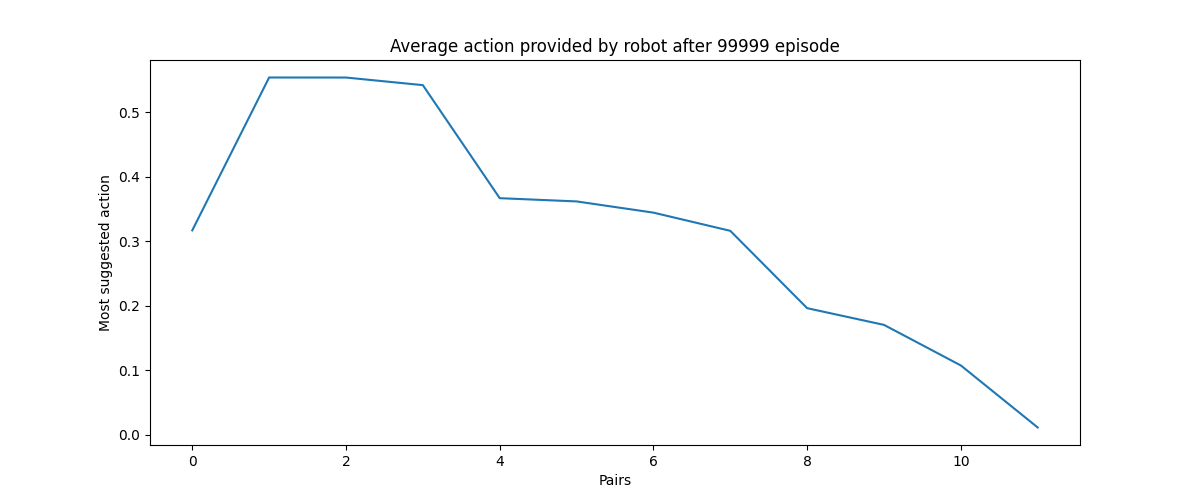 Average action provided by robot after 99999 episode
Most suggested action
0.5
0.4
0.3
0.2
0.1
0.0
0 2 4 6 8 10
Pairs